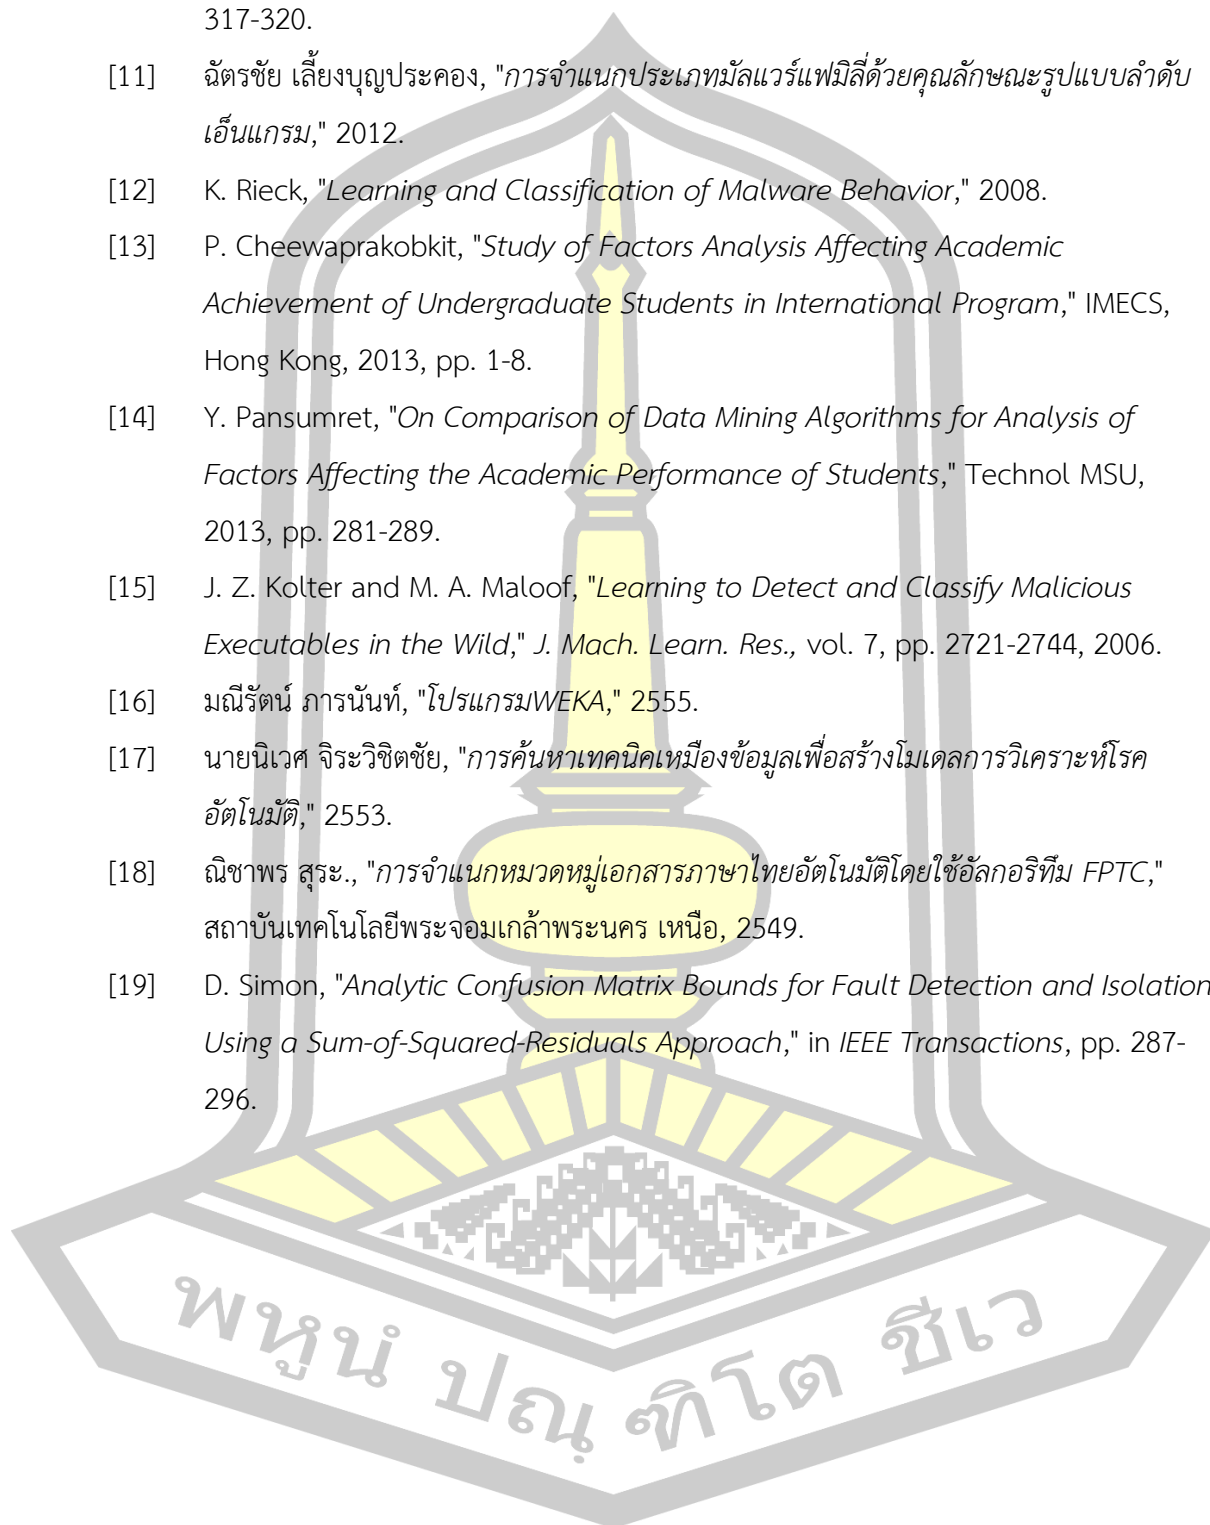 317-320.
[11] ฉัตรชัย เลี้ยงบุญประคอง, "การจำแนกประเภทมัลแวร์แฟมิลี่ด้วยคุณลักษณะรูปแบบลำดับ
เอ็นแกรม," 2012.
[12] K. Rieck, "Learning and Classification of Malware Behavior," 2008.
[13] P. Cheewaprakobkit, "Study of Factors Analysis Affecting Academic
Achievement of Undergraduate Students in International Program," IMECS,
Hong Kong, 2013, pp. 1-8.
[14] Y. Pansumret, "On Comparison of Data Mining Algorithms for Analysis of
Factors Affecting the Academic Performance of Students," Technol MSU,
2013, pp. 281-289.
[15] J. Z. Kolter and M. A. Maloof, "Learning to Detect and Classify Malicious
Executables in the Wild," J. Mach. Learn. Res., vol. 7, pp. 2721-2744, 2006.
[16] มณีรัตน์ ภารนันท์, "โปรแกรมWEKA," 2555.
[17] นายนิเวศ จิระวิชิตชัย, "การค้นหาเทคนิคเหมืองข้อมูลเพื่อสร้างโมเดลการวิเคราะห์โรค
อัตโนมัติ," 2553.
[18] ณิชาพร สุระ., "การจำแนกหมวดหมู่เอกสารภาษาไทยอัตโนมัติโดยใช้อัลกอริทึม FPTC,"
สถาบันเทคโนโลยีพระจอมเกล้าพระนคร เหนือ, 2549.
[19] D. Simon, "Analytic Confusion Matrix Bounds for Fault Detection and Isolation
Using a Sum-of-Squared-Residuals Approach," in IEEE Transactions, pp. 287-
296.
พหูนํ ปณฺ ฑิโต ชีเว